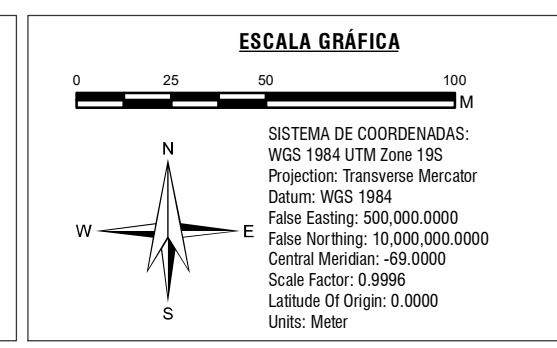 ESCALA GRÁFICA
0 25 50 100
M
N
W E
S
SISTEMA DE COORDENADAS:
WGS 1984 UTM Zone 19S
Projection: Transverse Mercator
Datum: WGS 1984
False Easting: 500,000.0000
False Northing: 10,000,000.0000
Central Meridian: -69.0000
Scale Factor: 0.9996
Latitude Of Origin: 0.0000
Units: Meter